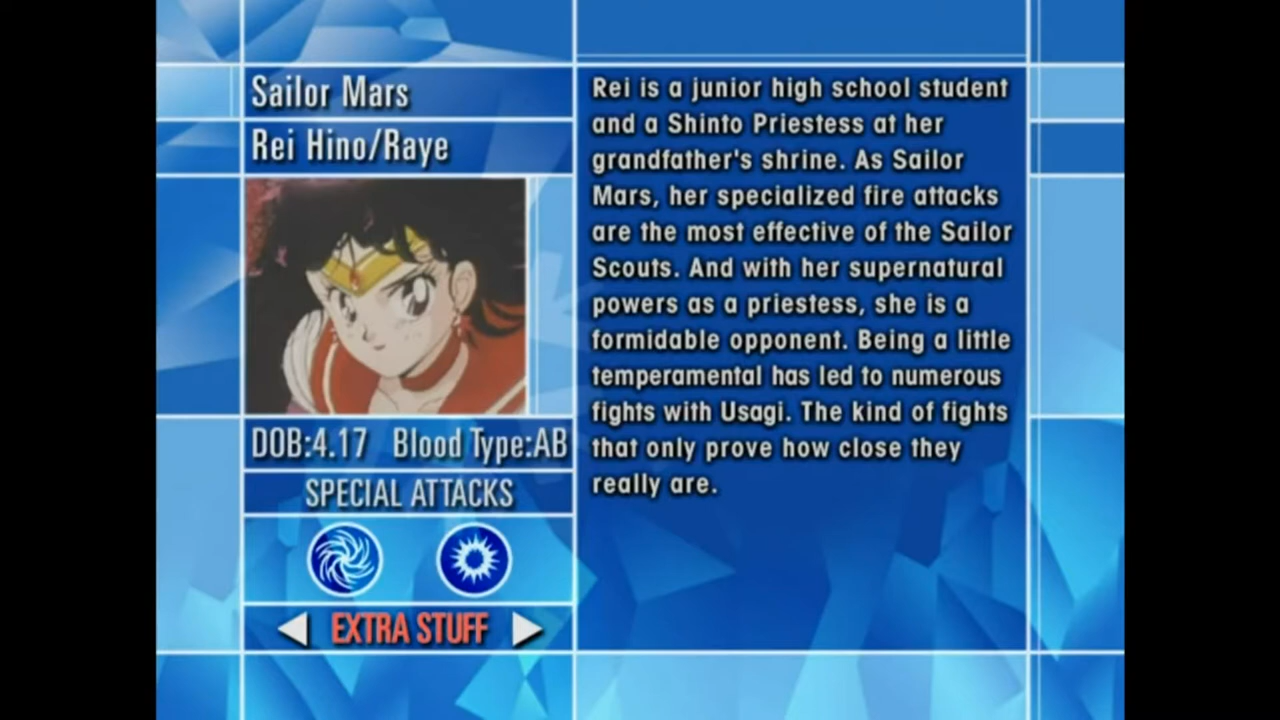 Sailor Mars
Rei Hino/Raye
DOB:4.17 Blood Type:AB
SPECIAL ATTACKS
EXTRA STUFF
Rei is a junior high school student
and a Shinto Priestess at her
grandfather's shrine. As Sailor
Mars, her specialized fire attacks
are the most effective of the Sailor
Scouts. And with her supernatural
powers as a priestess, she is a
formidable opponent. Being a little
temperamental has led to numerous
fights with Usagi. The kind of fights
that only prove how close they
really are.